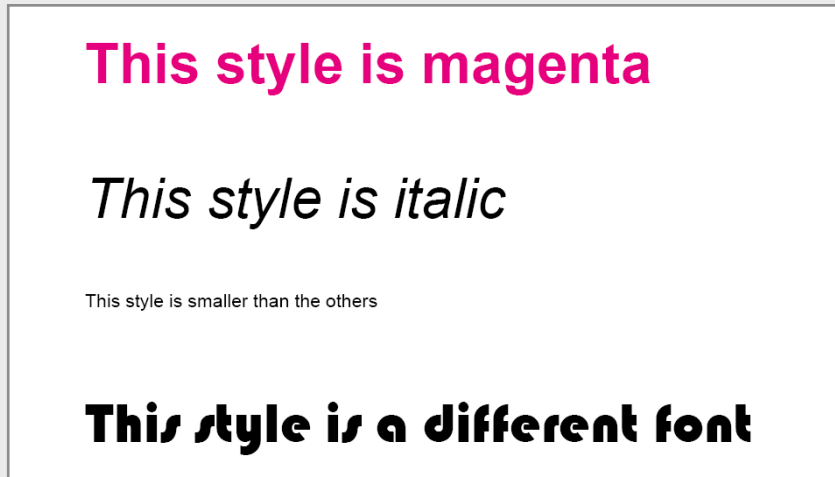 This style is magenta
This style is italic
This style is smaller than the others
This style is a different font